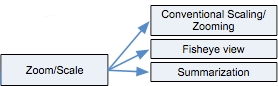 Conventional Scaling/
Zooming
Zoom/Scale
Fisheye view
Summarization